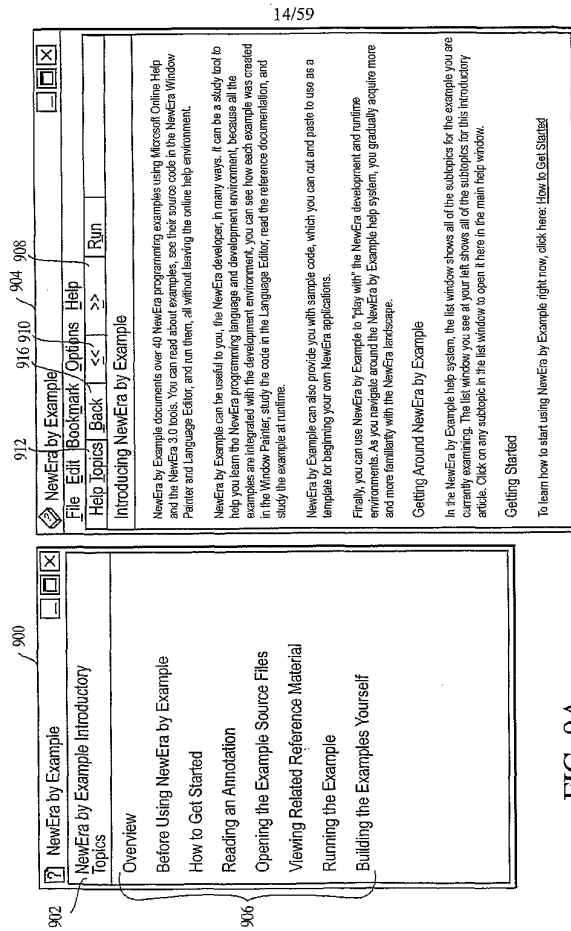 14/59
900
? NewEra by Example
902
NewEra by Example Introductory
Topics
906
Overview
Before Using NewEra by Example
How to Get Started
Reading an Annotation
Opening the Example Source Files
Viewing Related Reference Material
Running the Example
Building the Examples Yourself
912 916 910 904 908
NewEra by Example
File Edit Bookmark Options Help
Help Topics Back << >> Run
Introducing NewEra by Example
NewEra by Example documents over 40 NewEra programming examples using Microsoft Online Help
and the NewEra 3.0 tools. You can read about examples, see their source code in the NewEra Window
Painter and Language Editor, and run them, all without leaving the online help environment.
NewEra by Example can be useful to you, the NewEra developer, in many ways. It can be a study tool to
help you learn the NewEra programming language and development environment, because all the
examples are integrated with the development environment, you can see how each example was created
in the Window Painter, study the code in the Language Editor, read the reference documentation, and
study the example at runtime.
NewEra by Example can also provide you with sample code, which you can cut and paste to use as a
template for beginning your own NewEra applications.
Finally, you can use NewEra by Example to "play with" the NewEra development and runtime
environments. As you navigate around the NewEra by Example help system, you gradually acquire more
and more familiarity with the NewEra landscape.
Getting Around NewEra by Example
In the NewEra by Example help system, the list window shows all of the subtopics for the example you are
currently examining. The list window you see at your left shows all of the subtopics for this introductory
article. Click on any subtopic in the list window to open it here in the main help window.
Getting Started
To learn how to start using NewEra by Example right now, click here: How to Get Started
FIG. 9A